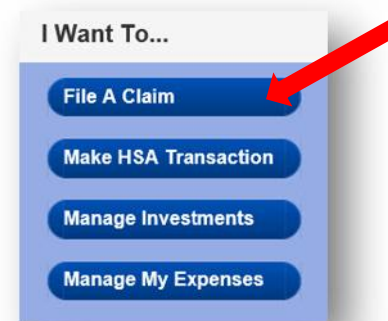 I Want To...
File A Claim
Make HSA Transaction
Manage Investments
Manage My Expenses